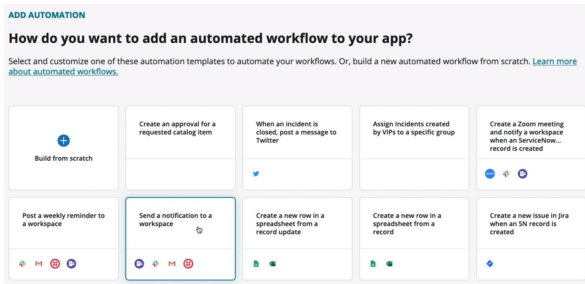 ADD AUTOMATION
How do you want to add an automated workflow to your app?
Select and customize one of these automation templates to automate your workflows. Or, build a new automated workflow from scratch. Learn more
about automated workflows.
Build from scratch
Create an approval for a
requested catalog item
When an incident is
closed, post a message to
Twitter
Assign Incidents created
by VIPs to a specific group
Create a Zoom meeting
and notify a workspace
when an ServiceNow...
record is created
Post a weekly reminder to
a workspace
Send a notification to a
workspace
Create a new row in a
spreadsheet from a
record update
Create a new row in a
spreadsheet from a
record
Create a new issue in Jira
when an SN record is
created